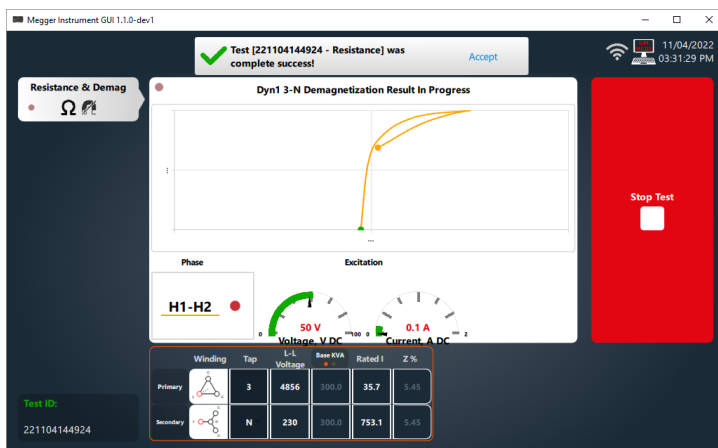 Megger Instrument GUI 1.1.0-dev1
Test [221104144924 - Resistance] was
complete success!
Accept
11/04/2022
03:31:29 PM
Resistance & Demag
Ω
Dyn1 3-N Demagnetization Result In Progress
...
...
Stop Test
Phase
Excitation
H1-H2
0
50 V
100
Voltage, V DC
0
0.1 A
2
Current, A DC
Winding Tap L-L Voltage Base KVA Rated I Z %
Primary 3 4856 300.0 35.7 5.45
Secondary N 230 300.0 753.1 5.45
Test ID:
221104144924